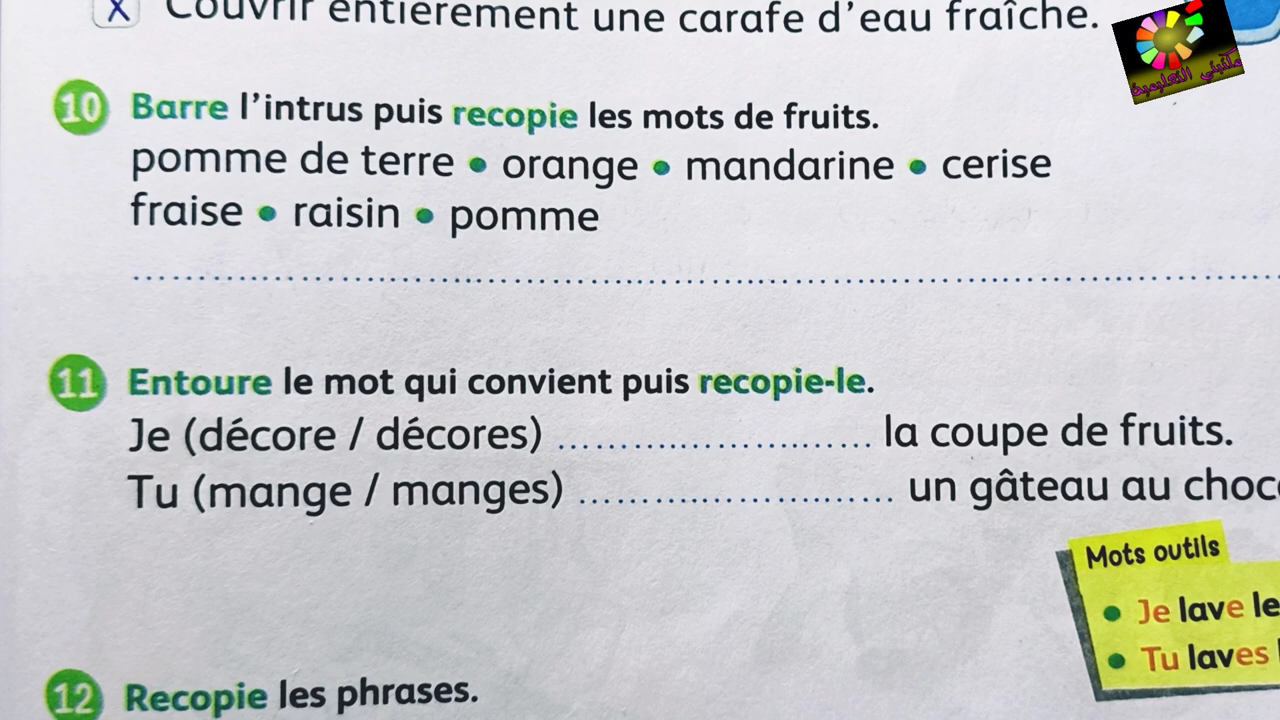 X Couvrir entièrement une carafe d'eau fraîche.
مكتبتي التعليمية
10 Barre l'intrus puis recopie les mots de fruits.
pomme de terre • orange • mandarine • cerise
fraise • raisin • pomme
11 Entoure le mot qui convient puis recopie-le.
Je (décore / décores) ........................ la coupe de fruits.
Tu (mange / manges) ........................ un gâteau au choc
Mots outils
• Je lave le
• Tu laves
12 Recopie les phrases.